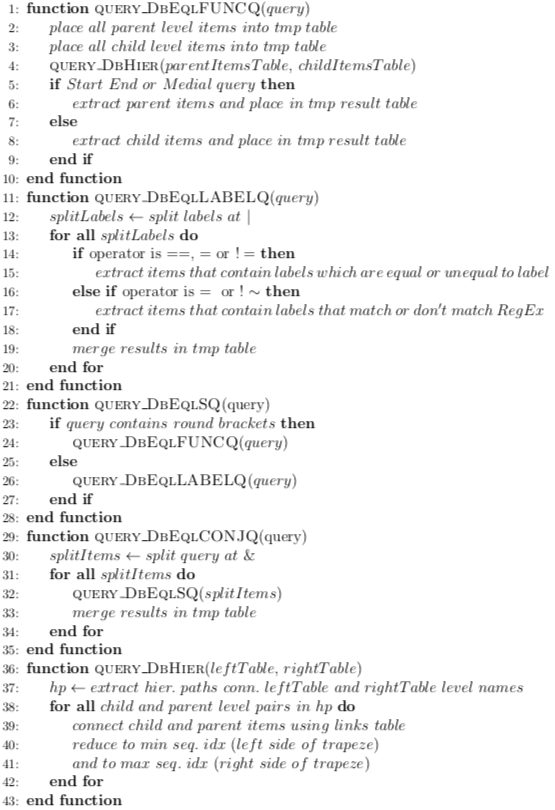 1: function QUERY_DBEQLFUNCQ(query)
2: place all parent level items into tmp table
3: place all child level items into tmp table
4: QUERY_DBHIER(parentItemsTable, childItemsTable)
5: if Start End or Medial query then
6: extract parent items and place in tmp result table
7: else
8: extract child items and place in tmp result table
9: end if
10: end function
11: function QUERY_DBEQLLABELQ(query)
12: splitLabels ← split labels at |
13: for all splitLabels do
14: if operator is ==, = or ! = then
15: extract items that contain labels which are equal or unequal to label
16: else if operator is = or ! ∼ then
17: extract items that contain labels that match or don't match RegEx
18: end if
19: merge results in tmp table
20: end for
21: end function
22: function QUERY_DBEQLSQ(query)
23: if query contains round brackets then
24: QUERY_DBEQLFUNCQ(query)
25: else
26: QUERY_DBEQLLABELQ(query)
27: end if
28: end function
29: function QUERY_DBEQLCONJQ(query)
30: splitItems ← split query at &
31: for all splitItems do
32: QUERY_DBEQLSQ(splitItems)
33: merge results in tmp table
34: end for
35: end function
36: function QUERY_DBHIER(leftTable, rightTable)
37: hp ← extract hier. paths conn. leftTable and rightTable level names
38: for all child and parent level pairs in hp do
39: connect child and parent items using links table
40: reduce to min seq. idx (left side of trapeze)
41: and to max seq. idx (right side of trapeze)
42: end for
43: end function